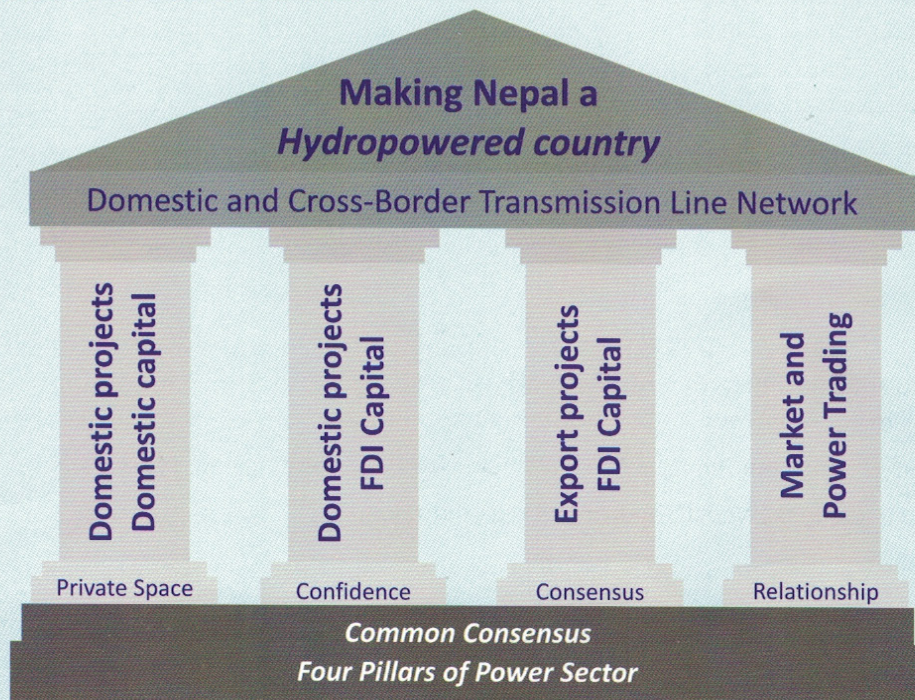 Making Nepal a
Hydropowered country
Domestic and Cross-Border Transmission Line Network
Domestic projects
Domestic capital
Domestic projects
FDI Capital
Export projects
FDI Capital
Market and
Power Trading
Private Space
Confidence
Consensus
Relationship
Common Consensus
Four Pillars of Power Sector